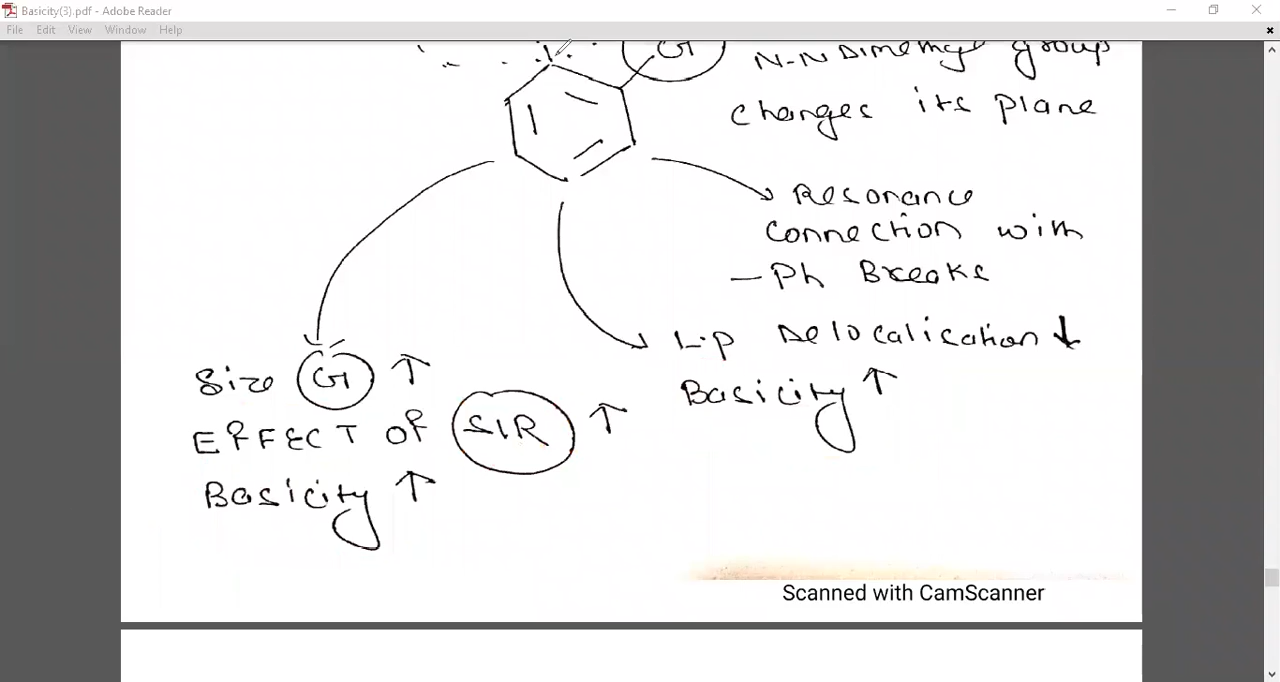 Basicity(3).pdf - Adobe Reader
File Edit View Window Help
G
N-N Dimethyl group
changes its plane
Resonance
connection with
-Ph Breaks
L.p Delocalisation ↓
Basicity ↑
Size G ↑
EFFECT OF SIR ↑
Basicity ↑
Scanned with CamScanner